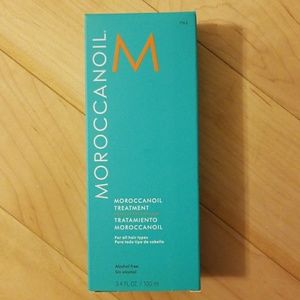 MOROCCANOIL.
M
MOROCCANOIL
TREATMENT
TRATAMIENTO
MOROCCANOIL
For all hair types
Para todo tipo de cabello
Alcohol-free
Sin alcohol
3.4 FL.OZ. / 100 ml